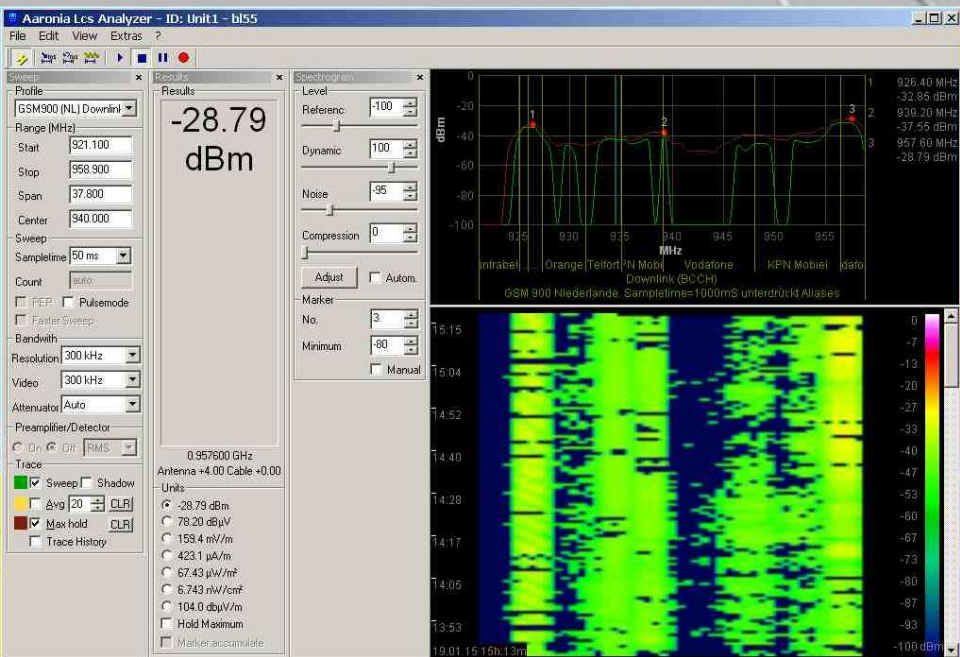 Aaronia Lcs Analyzer - ID: Unit1 - bl55
File Edit View Extras ?
Sweep
Profile
GSM900 (NL) Downlink
Range (MHz)
Start 921.100
Stop 958.900
Span 37.800
Center 940.000
Sweep
Sampletime 50 ms
Count auto
PEP Pulsemode
Faster Sweep
Bandwith
Resolution 300 kHz
Video 300 kHz
Attenuator Auto
Preamplifier/Detector
On Off RMS
Trace
Sweep Shadow
Avg 20 CLR
Max hold CLR
Trace History
Results
Results
-28.79
dBm
0.957600 GHz
Antenna +4.00 Cable +0.00
Units
-28.79 dBm
78.20 dBµV
159.4 mV/m
423.1 µA/m
67.43 µW/m²
6.743 nW/cm²
104.0 dbµV/m
Hold Maximum
Marker accumulate
Spectrogram
Level
Referenc -100
Dynamic 100
Noise -95
Compression 0
Adjust Autom.
Marker
No. 3
Minimum -80
Manual
0
-20
-40
-60
-80
-100
dBm
1 2 3
925 930 935 940 945 950 955
MHz
infrabel Orange Telfort PN Mobi Vodafone KPN Mobiel dafo
Downlink (BCCH)
GSM 900 Niederlande. Sampletime=1000mS unterdrückt Aliases
1 926.40 MHz
-32.85 dBm
2 939.20 MHz
-37.55 dBm
3 957.60 MHz
-28.79 dBm
15:15
15:04
14:52
14:40
14:28
14:17
14:05
13:53
19.01.15 15h:13m
0
-7
-13
-20
-27
-33
-40
-47
-53
-60
-67
-73
-80
-87
-93
-100 dBm